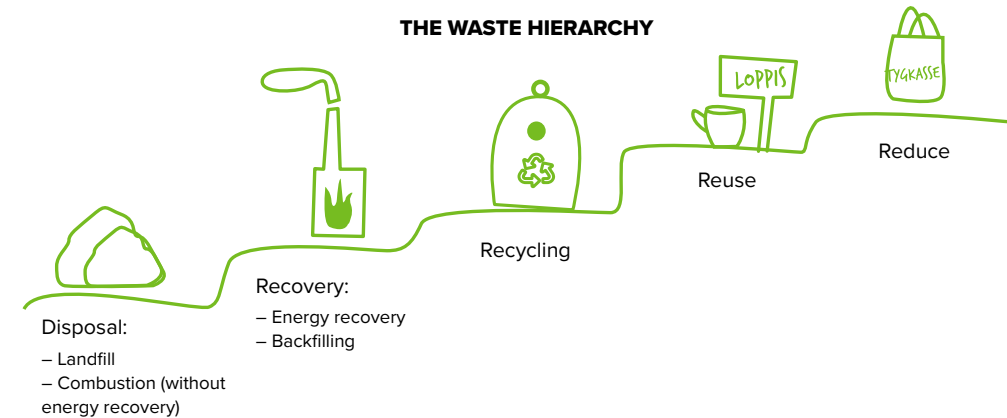 THE WASTE HIERARCHY
LOPPIS
TYGKASSE
Reduce
Reuse
Recycling
Recovery:
– Energy recovery
– Backfilling
Disposal:
– Landfill
– Combustion (without
energy recovery)